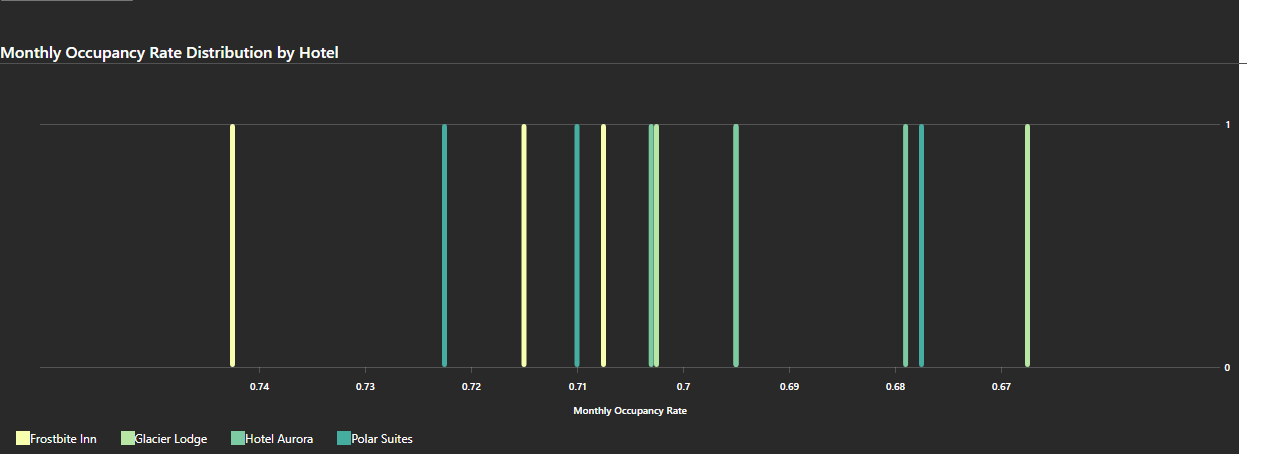 Monthly Occupancy Rate Distribution by Hotel
1
0
0.74 0.73 0.72 0.71 0.7 0.69 0.68 0.67
Monthly Occupancy Rate
Frostbite Inn Glacier Lodge Hotel Aurora Polar Suites